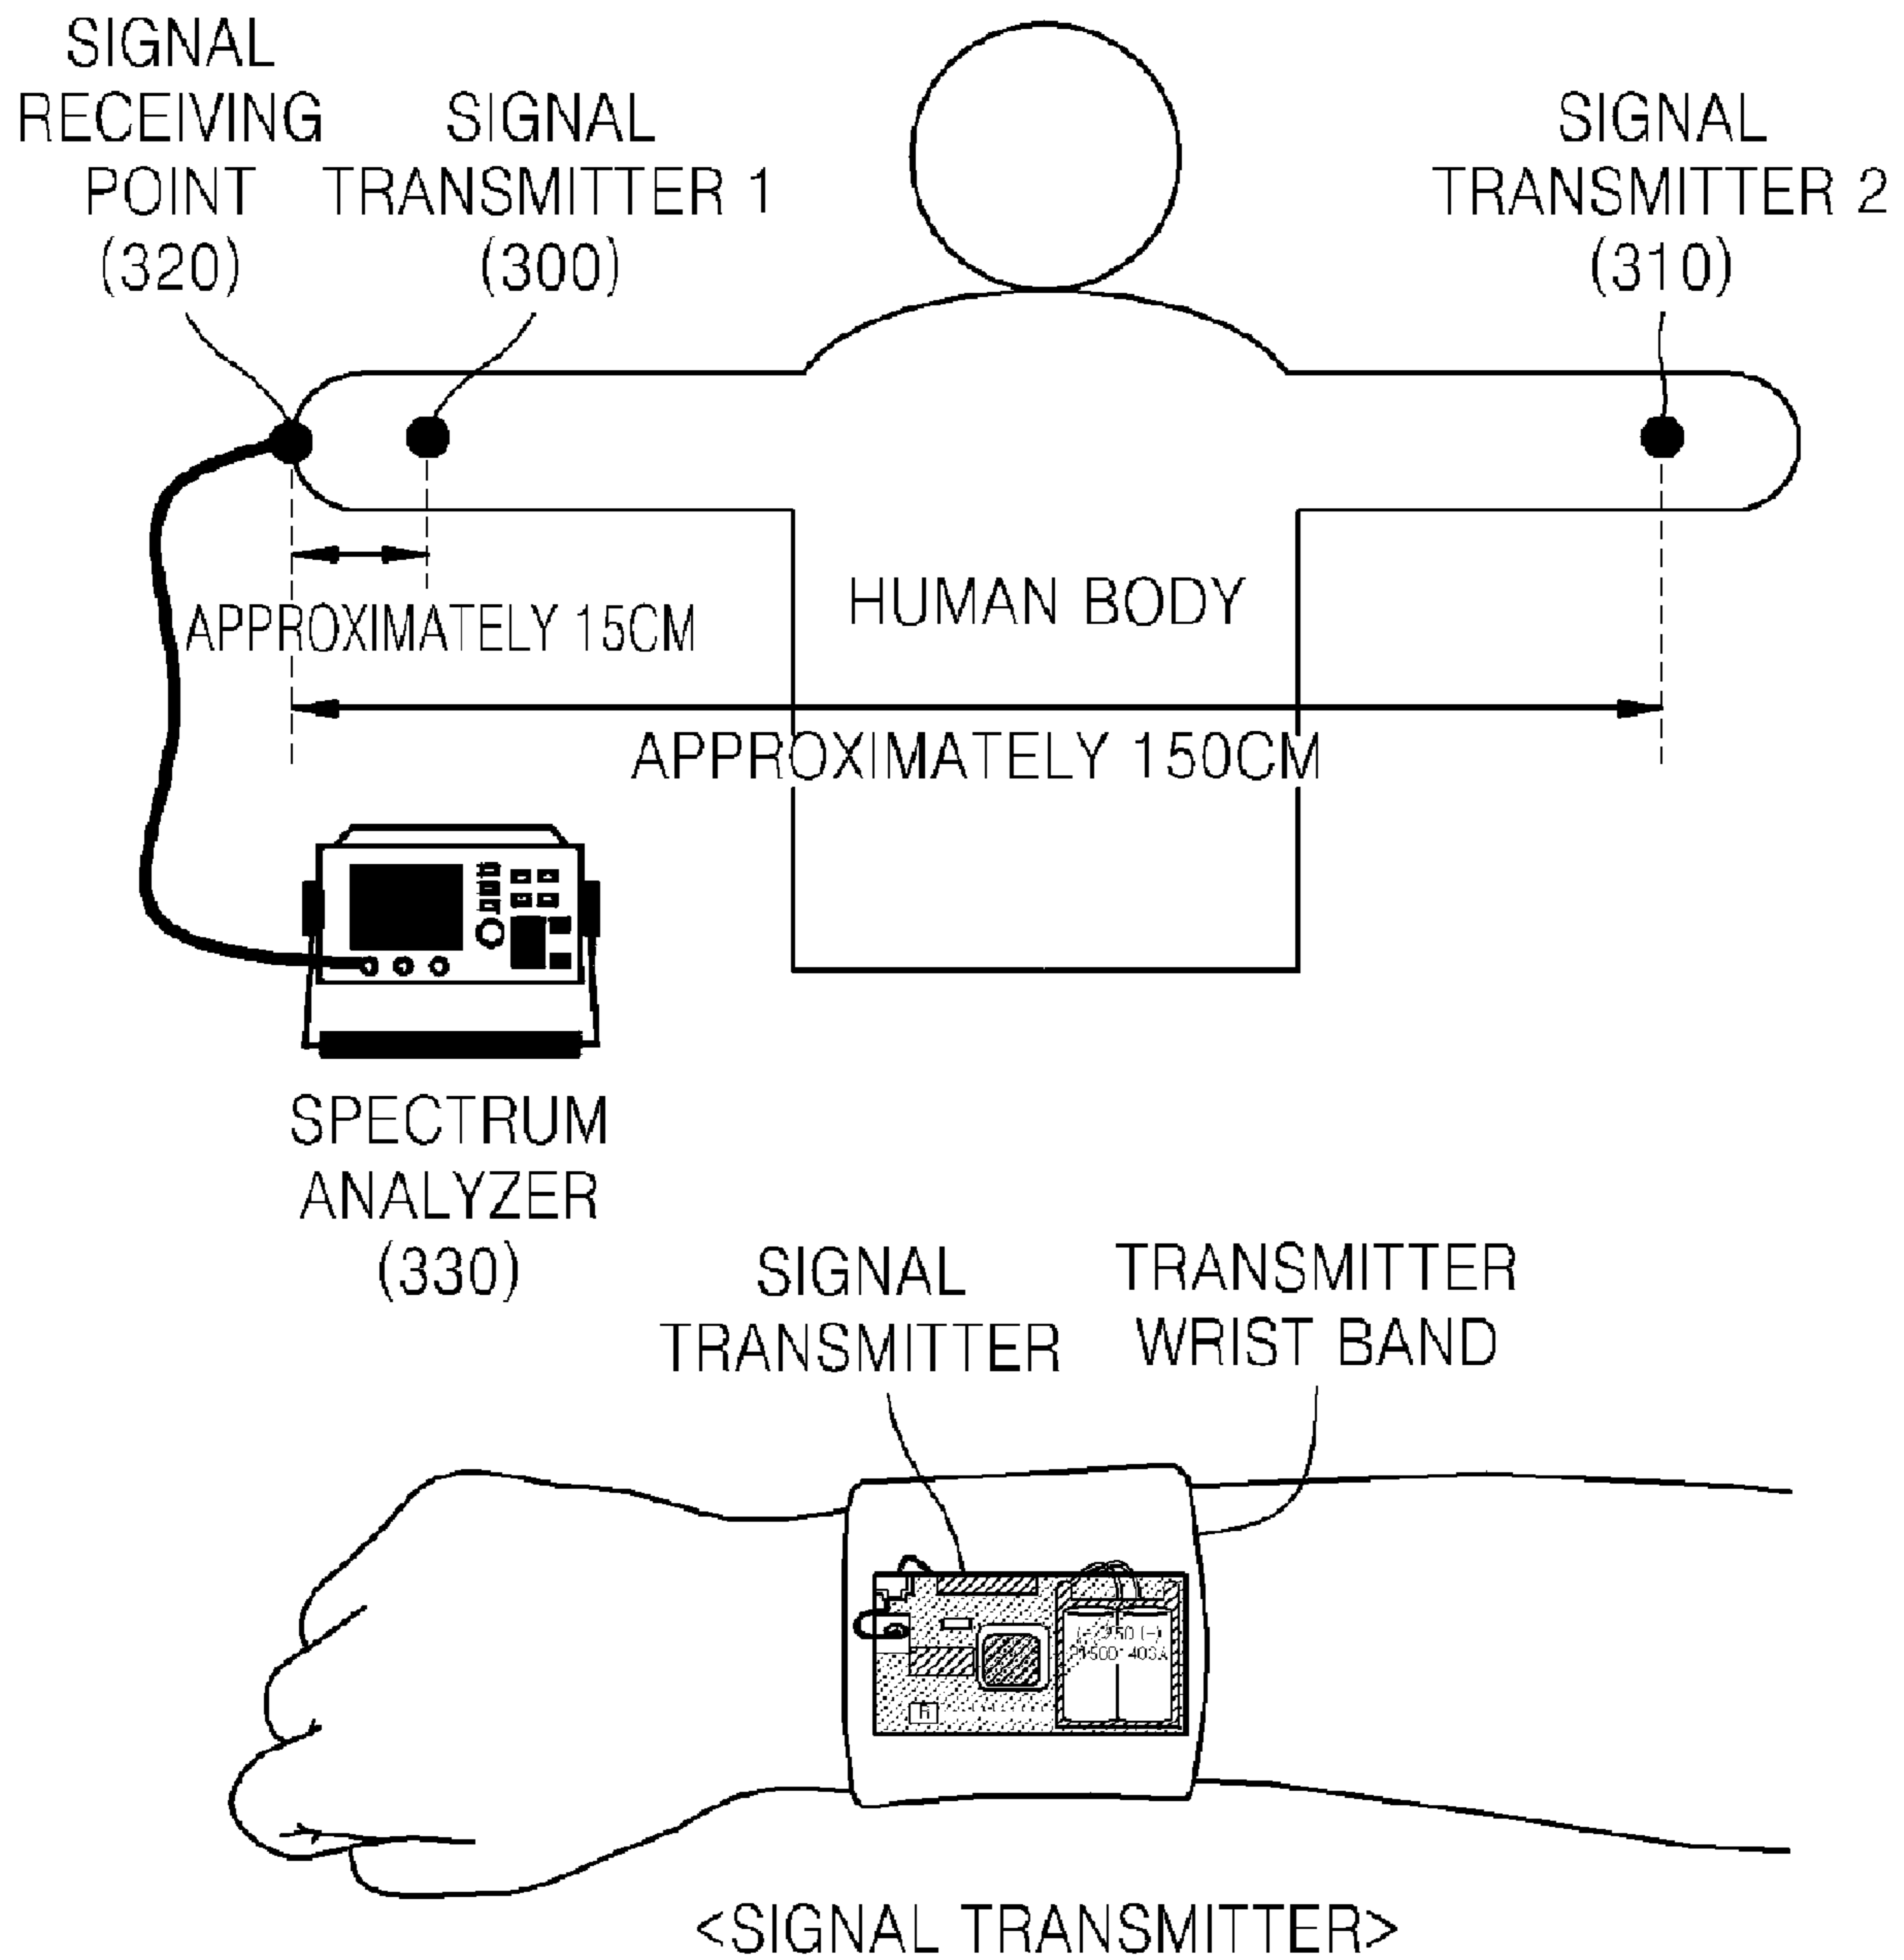 SIGNAL
RECEIVING
POINT
(320)
SIGNAL
TRANSMITTER 1
(300)
SIGNAL
TRANSMITTER 2
(310)
APPROXIMATELY 15CM
HUMAN BODY
APPROXIMATELY 150CM
SPECTRUM
ANALYZER
(330)
SIGNAL
TRANSMITTER
TRANSMITTER
WRIST BAND
<SIGNAL TRANSMITTER>